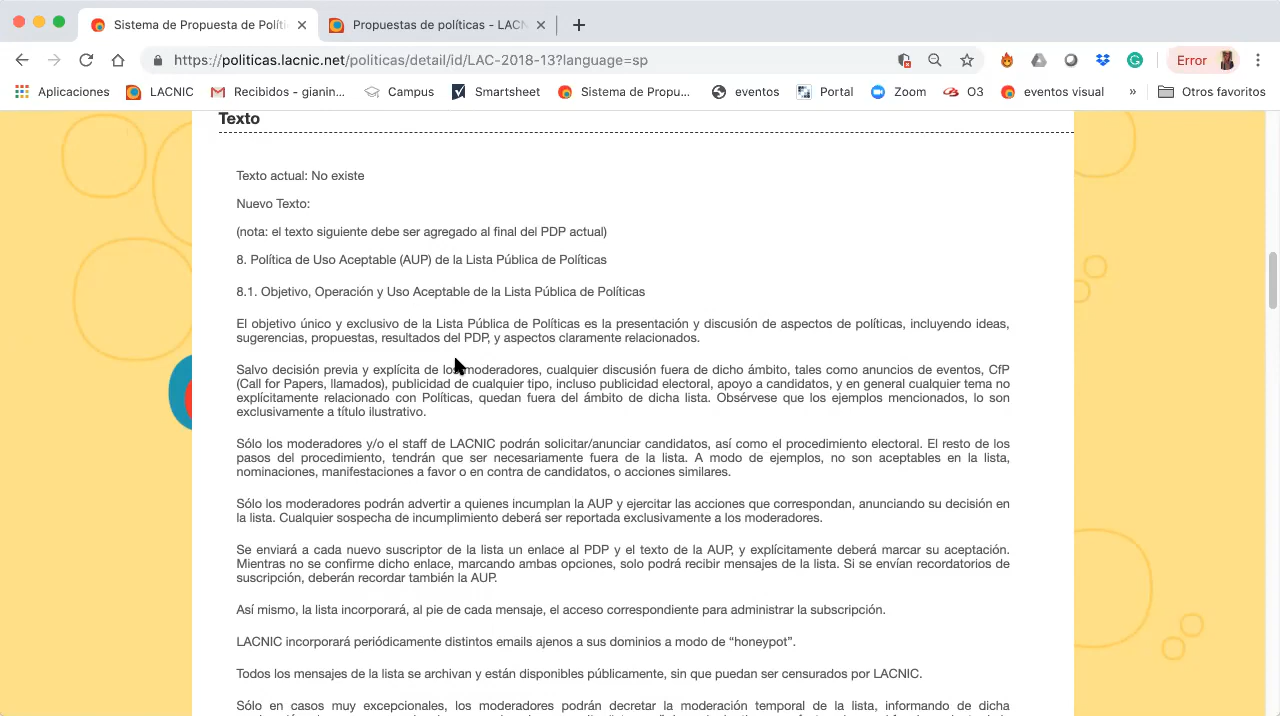 Sistema de Propuesta de Políti
Propuestas de políticas - LACN
https://politicas.lacnic.net/politicas/detail/id/LAC-2018-13?language=sp
Error
Aplicaciones
LACNIC
Recibidos - gianin...
Campus
Smartsheet
Sistema de Propu...
eventos
Portal
Zoom
O3
eventos visual
»
Otros favoritos
Texto
Texto actual: No existe
Nuevo Texto:
(nota: el texto siguiente debe ser agregado al final del PDP actual)
8. Política de Uso Aceptable (AUP) de la Lista Pública de Políticas
8.1. Objetivo, Operación y Uso Aceptable de la Lista Pública de Políticas
El objetivo único y exclusivo de la Lista Pública de Políticas es la presentación y discusión de aspectos de políticas, incluyendo ideas,
sugerencias, propuestas, resultados del PDP, y aspectos claramente relacionados.
Salvo decisión previa y explícita de los moderadores, cualquier discusión fuera de dicho ámbito, tales como anuncios de eventos, CfP
(Call for Papers, llamados), publicidad de cualquier tipo, incluso publicidad electoral, apoyo a candidatos, y en general cualquier tema no
explícitamente relacionado con Políticas, quedan fuera del ámbito de dicha lista. Obsérvese que los ejemplos mencionados, lo son
exclusivamente a título ilustrativo.
Sólo los moderadores y/o el staff de LACNIC podrán solicitar/anunciar candidatos, así como el procedimiento electoral. El resto de los
pasos del procedimiento, tendrán que ser necesariamente fuera de la lista. A modo de ejemplos, no son aceptables en la lista,
nominaciones, manifestaciones a favor o en contra de candidatos, o acciones similares.
Sólo los moderadores podrán advertir a quienes incumplan la AUP y ejercitar las acciones que correspondan, anunciando su decisión en
la lista. Cualquier sospecha de incumplimiento deberá ser reportada exclusivamente a los moderadores.
Se enviará a cada nuevo suscriptor de la lista un enlace al PDP y el texto de la AUP, y explícitamente deberá marcar su aceptación.
Mientras no se confirme dicho enlace, marcando ambas opciones, solo podrá recibir mensajes de la lista. Si se envían recordatorios de
suscripción, deberán recordar también la AUP.
Así mismo, la lista incorporará, al pie de cada mensaje, el acceso correspondiente para administrar la subscripción.
LACNIC incorporará periódicamente distintos emails ajenos a sus dominios a modo de “honeypot”.
Todos los mensajes de la lista se archivan y están disponibles públicamente, sin que puedan ser censurados por LACNIC.
Sólo en casos muy excepcionales, los moderadores podrán decretar la moderación temporal de la lista, informando de dicha